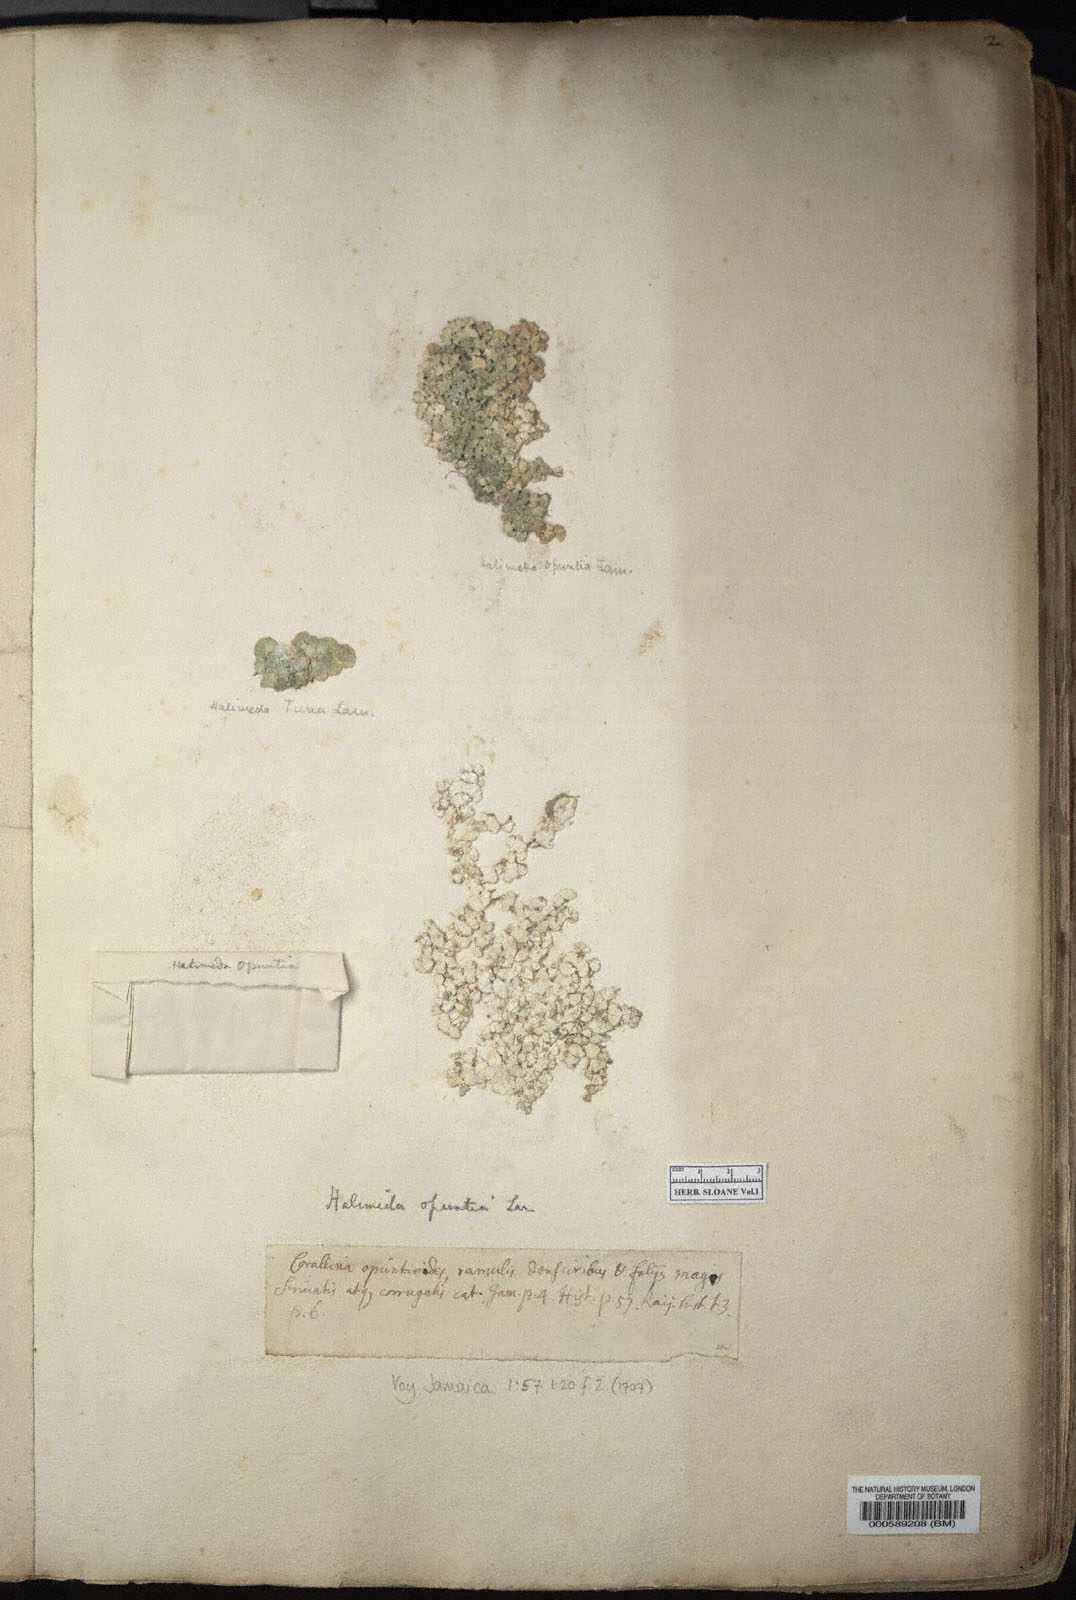 2
Halimeda opuntia Lam.
Halimeda Tuna Lam.
Halimeda Opuntia
HERB. SLOANE Vol.1
Halimeda opuntia Lam
Corallina opuntioides, ramulis densioribus & folijs magis
Sinuatis atq corrugatis cat. Jam. p. 4. Hist. p. 57. Raij. hist. t. 3.
p. 6.
Voy Jamaica 1:57 t.20 f.2 (1707)
THE NATURAL HISTORY MUSEUM, LONDON
DEPARTMENT OF BOTANY
000589208 (BM)